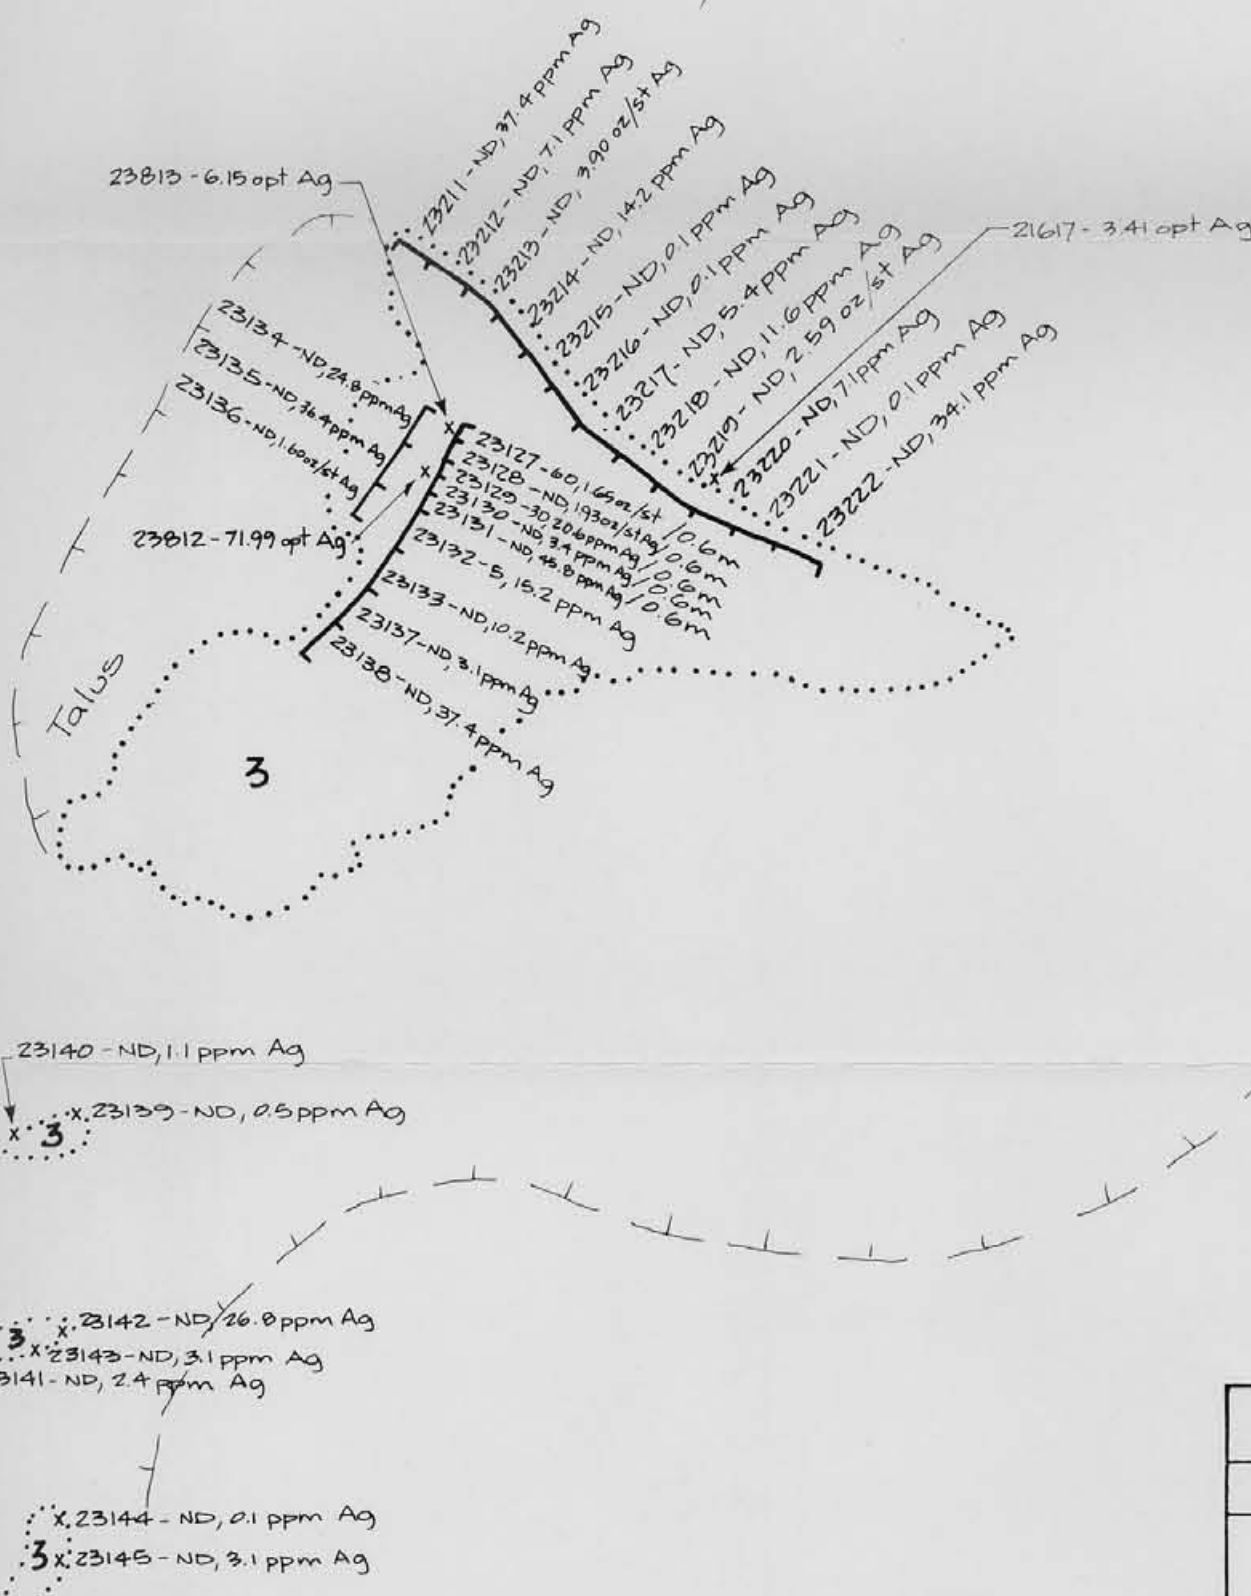 23211 - ND, 37.4 ppm Ag
23212 - ND, 7.1 ppm Ag
23213 - ND, 3.90 oz/st Ag
23214 - ND, 14.2 ppm Ag
23215 - ND, 0.1 ppm Ag
23216 - ND, 0.1 ppm Ag
23217 - ND, 5.4 ppm Ag
23218 - ND, 11.6 ppm Ag
23219 - ND, 2.59 oz/st Ag
23220 - ND, 7.1 ppm Ag
23221 - ND, 0.1 ppm Ag
23222 - ND, 34.1 ppm Ag
23813 - 6.15 opt Ag
21617 - 3.41 opt Ag
23134 - ND, 24.8 ppm Ag
23135 - ND, 36.4 ppm Ag
23136 - ND, 1.60 oz/st Ag
23812 - 71.99 opt Ag
23127 - 60, 1.65 oz/st / 0.6m
23128 - ND, 1.93 oz/st Ag / 0.6m
23129 - 30, 20.6 ppm Ag / 0.6m
23130 - ND, 3.4 ppm Ag / 0.6m
23131 - ND, 45.8 ppm Ag / 0.6m
23132 - 5, 15.2 ppm Ag
23133 - ND, 10.2 ppm Ag
23137 - ND, 3.1 ppm Ag
23138 - ND, 37.4 ppm Ag
Talus
3
23140 - ND, 1.1 ppm Ag
x 23139 - ND, 0.5 ppm Ag
x 3
x 23142 - ND, 26.8 ppm Ag
3
x 23143 - ND, 3.1 ppm Ag
3141 - ND, 2.4 ppm Ag
x 23144 - ND, 0.1 ppm Ag
3 x 23145 - ND, 3.1 ppm Ag